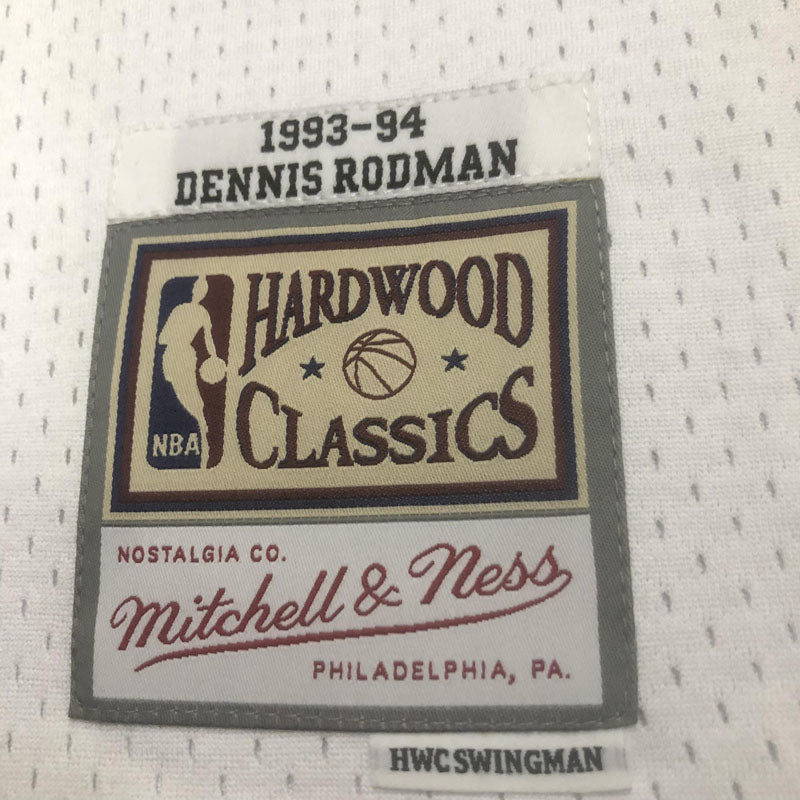 1993-94
DENNIS RODMAN
HARDWOOD
CLASSICS
NBA
NOSTALGIA CO.
Mitchell & Ness
PHILADELPHIA, PA.
HWC SWINGMAN